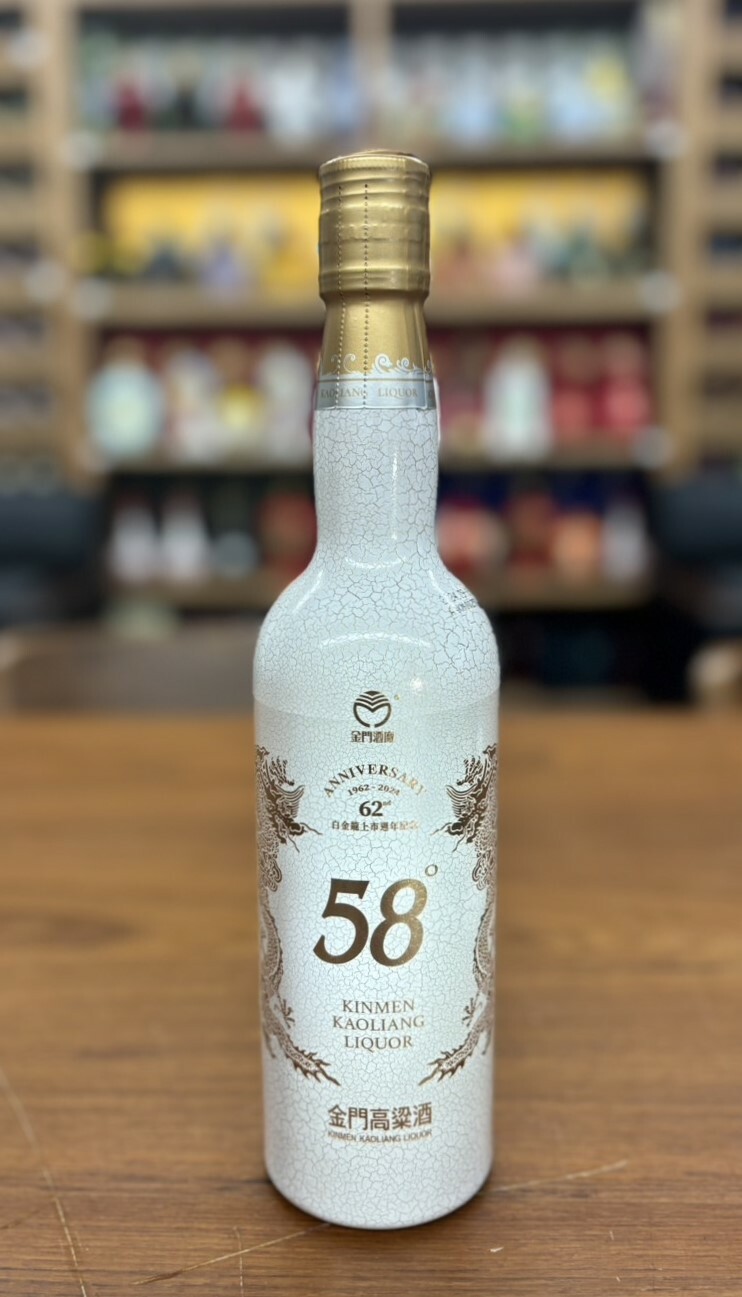 KAOLIANG LIQUOR
金門酒廠
ANNIVERSARY
1962 - 2024
62nd
白金龍上市週年紀念
58°
KINMEN
KAOLIANG
LIQUOR
金門高粱酒
KINMEN KAOLIANG LIQUOR